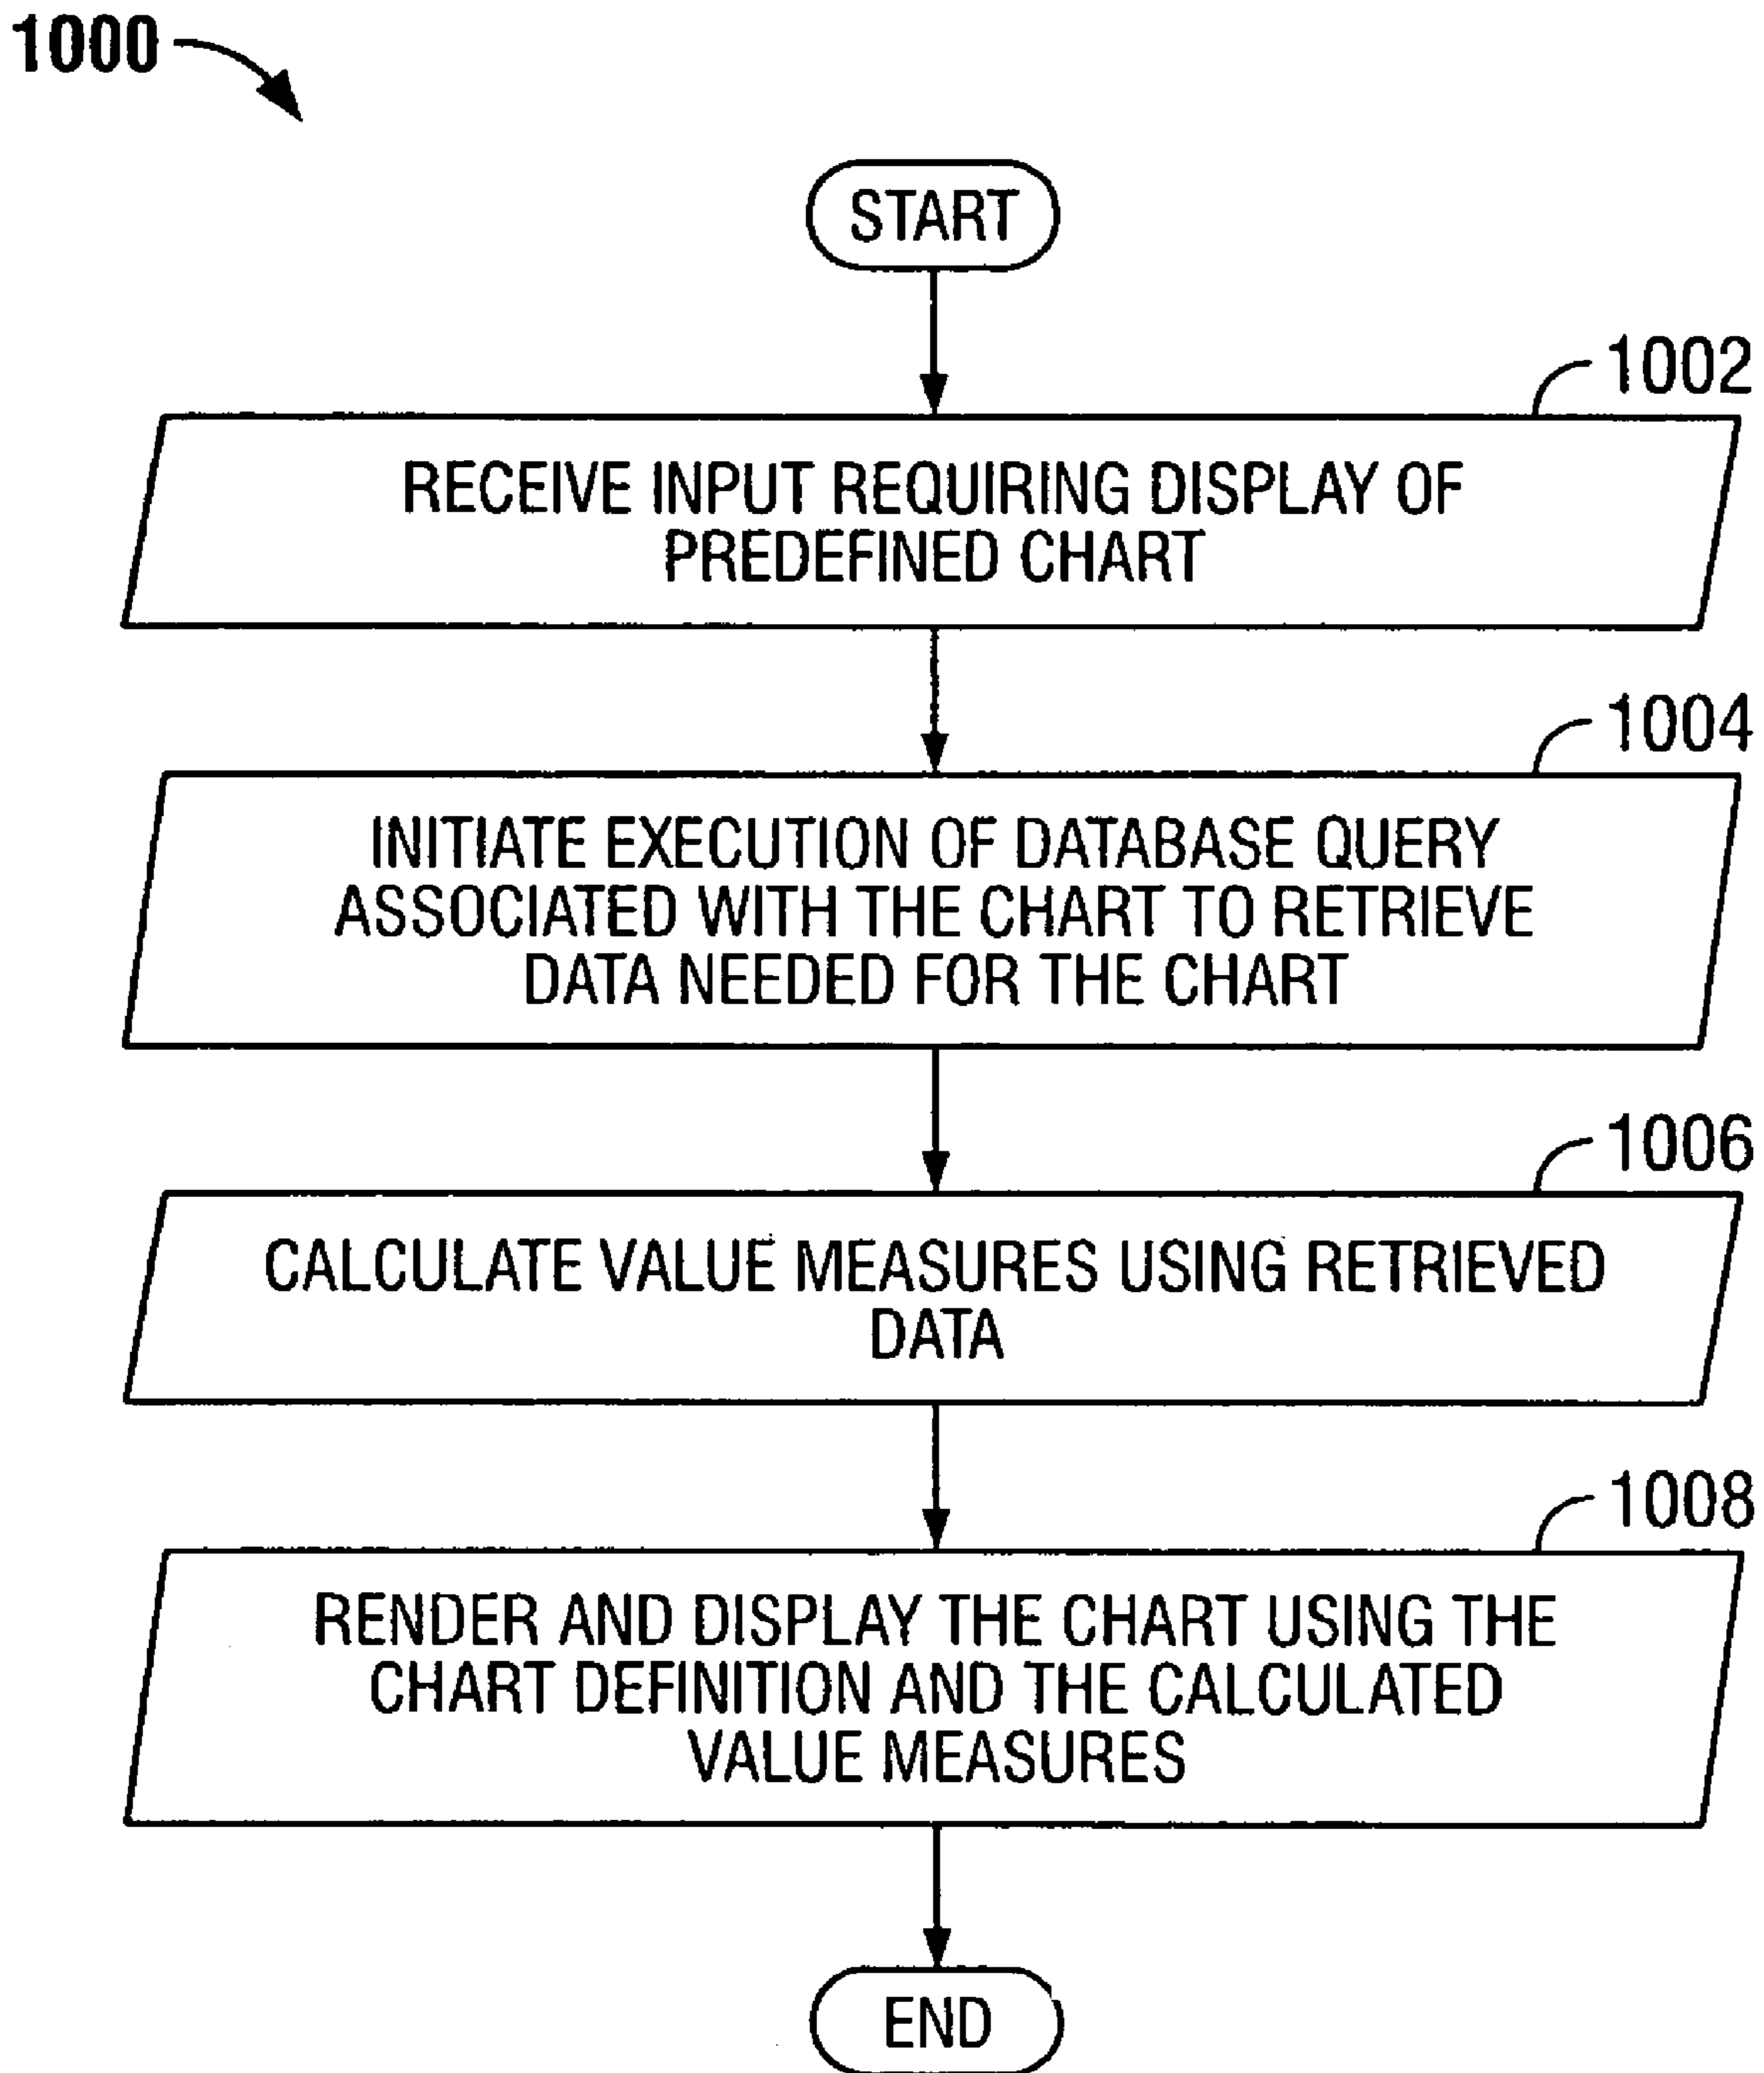 1000
START
1002
RECEIVE INPUT REQUIRING DISPLAY OF
PREDEFINED CHART
1004
INITIATE EXECUTION OF DATABASE QUERY
ASSOCIATED WITH THE CHART TO RETRIEVE
DATA NEEDED FOR THE CHART
1006
CALCULATE VALUE MEASURES USING RETRIEVED
DATA
1008
RENDER AND DISPLAY THE CHART USING THE
CHART DEFINITION AND THE CALCULATED
VALUE MEASURES
END